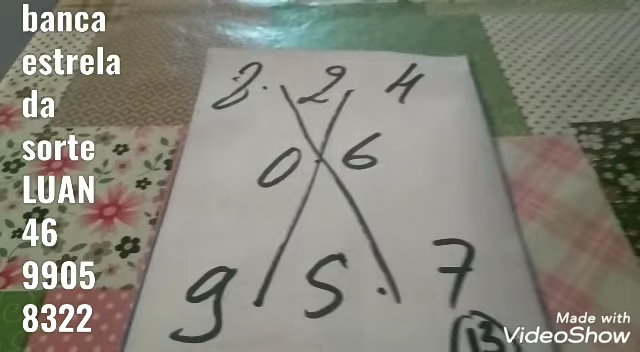 banca
estrela
da
sorte
LUAN
46
9905
8322
8. 2 4
0 6
9 5 7
13
Made with
VideoShow